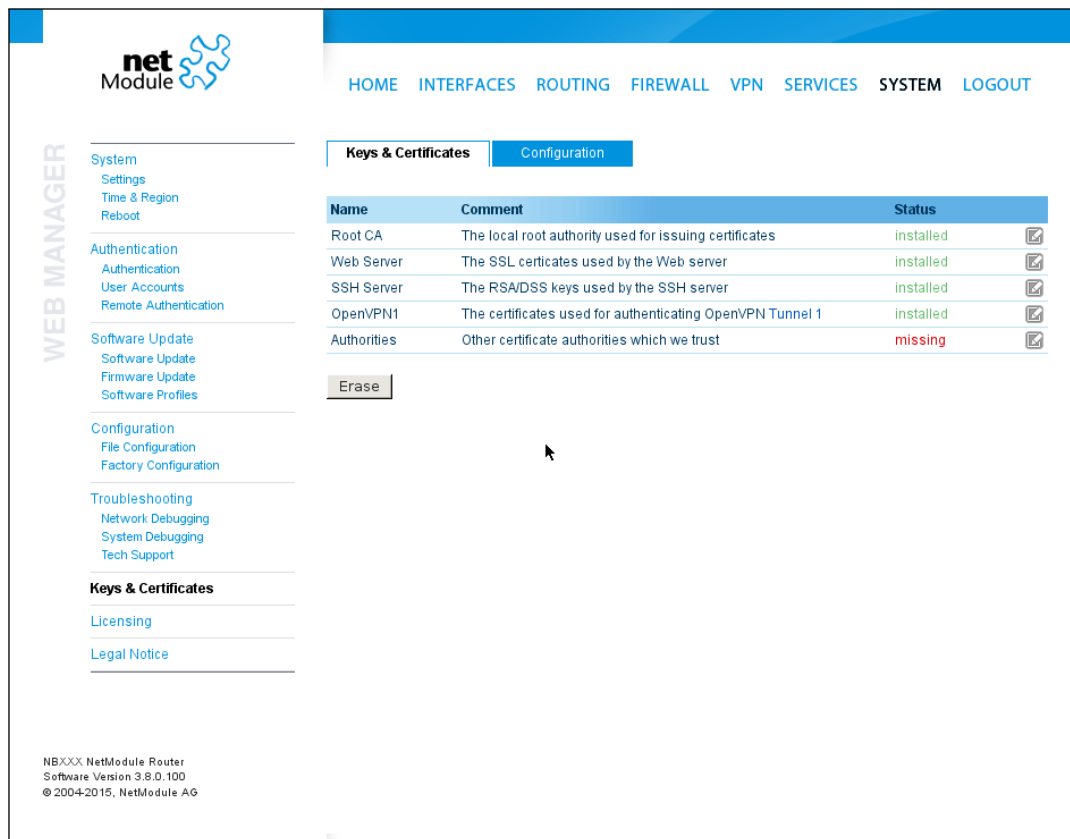 net
Module
HOME INTERFACES ROUTING FIREWALL VPN SERVICES SYSTEM LOGOUT
WEB MANAGER
System
Settings
Time & Region
Reboot
Authentication
Authentication
User Accounts
Remote Authentication
Software Update
Software Update
Firmware Update
Software Profiles
Configuration
File Configuration
Factory Configuration
Troubleshooting
Network Debugging
System Debugging
Tech Support
Keys & Certificates
Licensing
Legal Notice
Keys & Certificates Configuration
Name Comment Status
Root CA The local root authority used for issuing certificates installed
Web Server The SSL certicates used by the Web server installed
SSH Server The RSA/DSS keys used by the SSH server installed
OpenVPN1 The certificates used for authenticating OpenVPN Tunnel 1 installed
Authorities Other certificate authorities which we trust missing
Erase
NBXXX NetModule Router
Software Version 3.8.0.100
© 2004-2015, NetModule AG